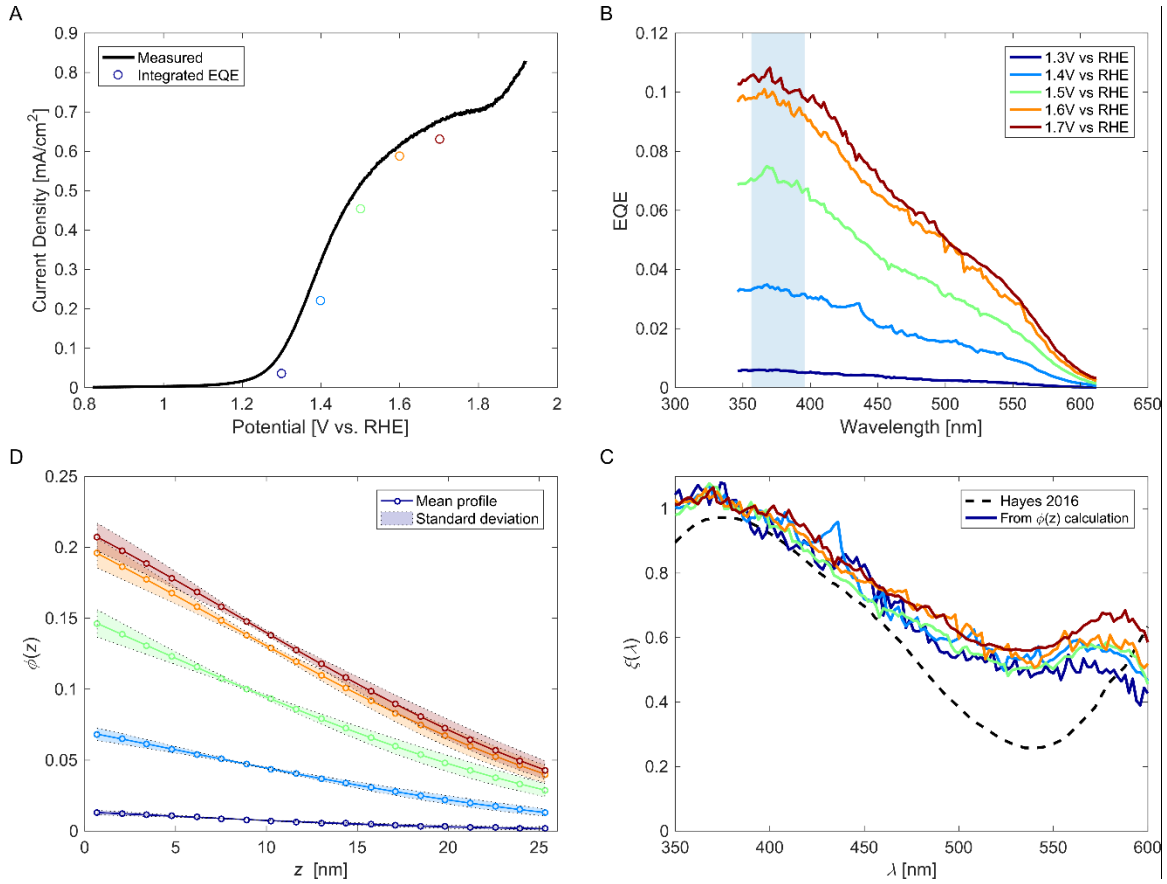 A
Current Density [mA/cm²]
0.9
0.8
0.7
0.6
0.5
0.4
0.3
0.2
0.1
0
Measured
Integrated EQE
0.8
1
1.2
1.4
1.6
1.8
2
Potential [V vs. RHE]
B
EQE
0.12
0.1
0.08
0.06
0.04
0.02
0
1.3V vs RHE
1.4V vs RHE
1.5V vs RHE
1.6V vs RHE
1.7V vs RHE
300
350
400
450
500
550
600
650
Wavelength [nm]
D
ϕ(z)
0.25
0.2
0.15
0.1
0.05
0
Mean profile
Standard deviation
0
5
10
15
20
25
z [nm]
C
ξ(λ)
1
0.8
0.6
0.4
0.2
0
Hayes 2016
From ϕ(z) calculation
350
400
450
500
550
600
λ [nm]